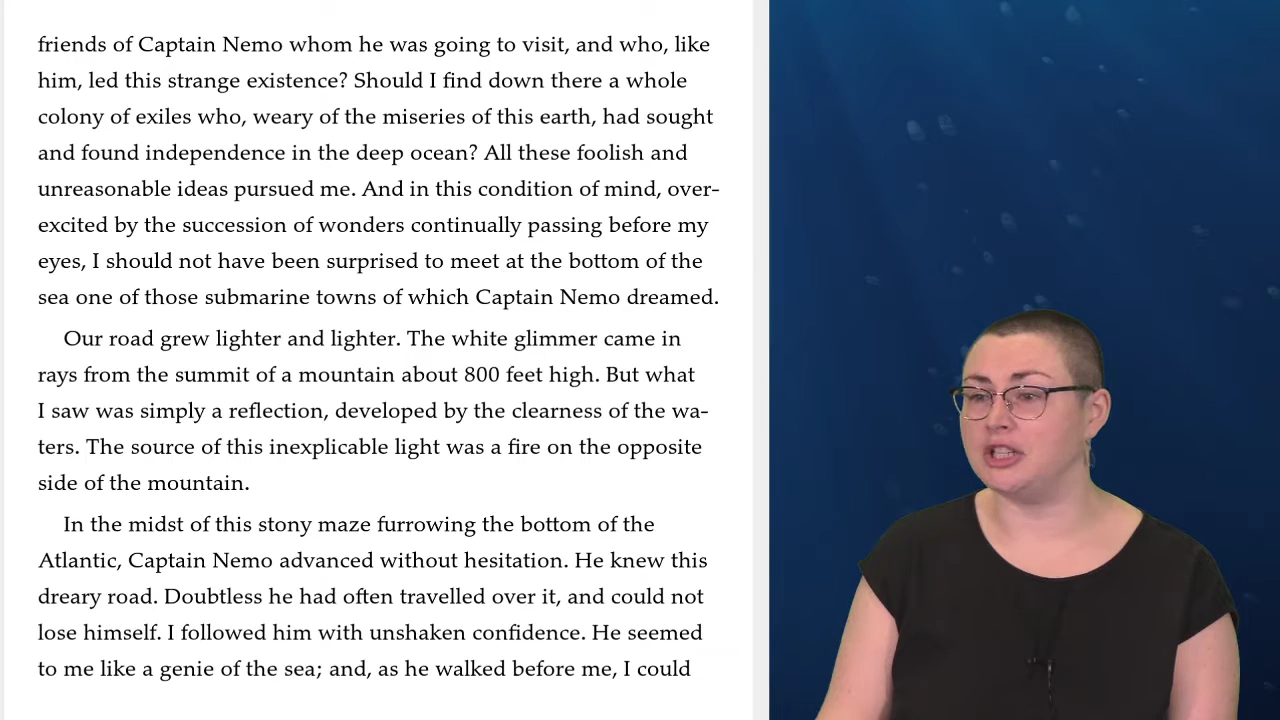 friends of Captain Nemo whom he was going to visit, and who, like
him, led this strange existence? Should I find down there a whole
colony of exiles who, weary of the miseries of this earth, had sought
and found independence in the deep ocean? All these foolish and
unreasonable ideas pursued me. And in this condition of mind, over-
excited by the succession of wonders continually passing before my
eyes, I should not have been surprised to meet at the bottom of the
sea one of those submarine towns of which Captain Nemo dreamed.
Our road grew lighter and lighter. The white glimmer came in
rays from the summit of a mountain about 800 feet high. But what
I saw was simply a reflection, developed by the clearness of the wa-
ters. The source of this inexplicable light was a fire on the opposite
side of the mountain.
In the midst of this stony maze furrowing the bottom of the
Atlantic, Captain Nemo advanced without hesitation. He knew this
dreary road. Doubtless he had often travelled over it, and could not
lose himself. I followed him with unshaken confidence. He seemed
to me like a genie of the sea; and, as he walked before me, I could